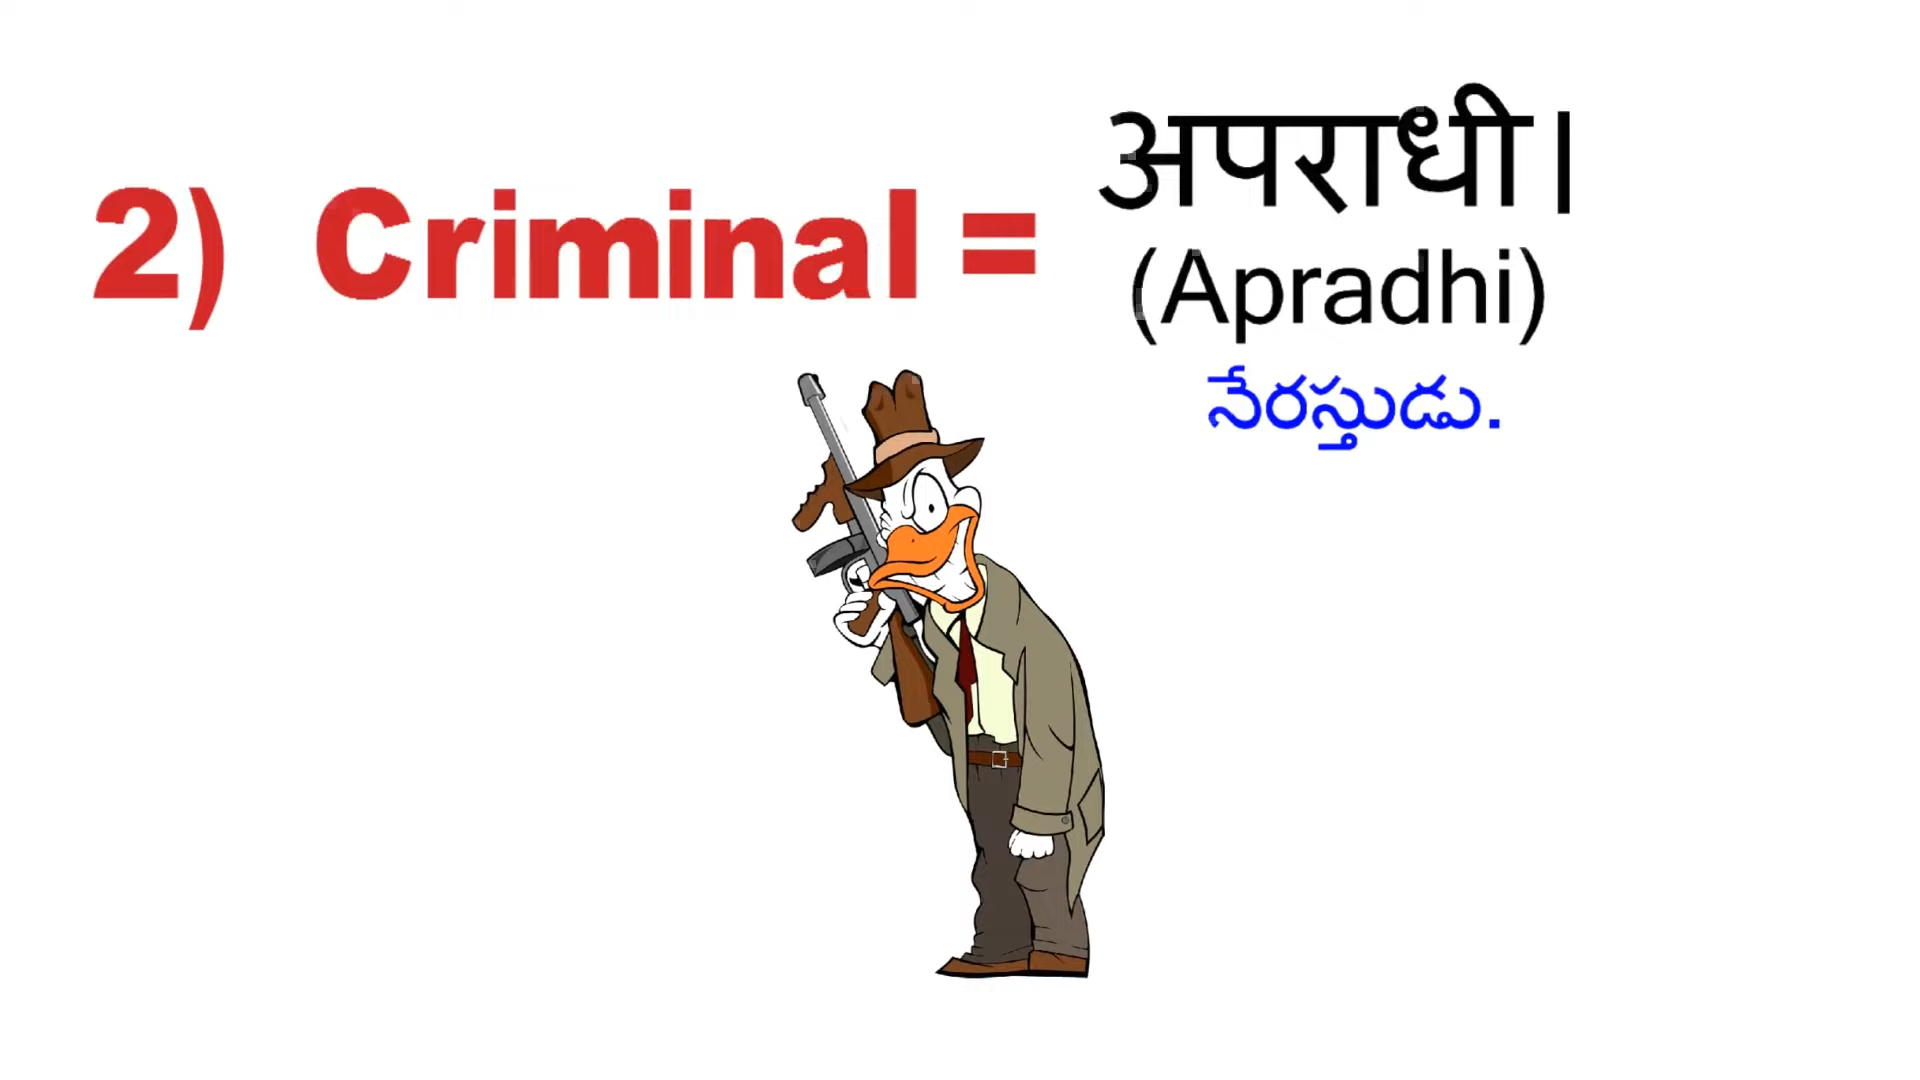 2) Criminal =
अपराधी।
(Apradhi)
నేరస్తుడు.